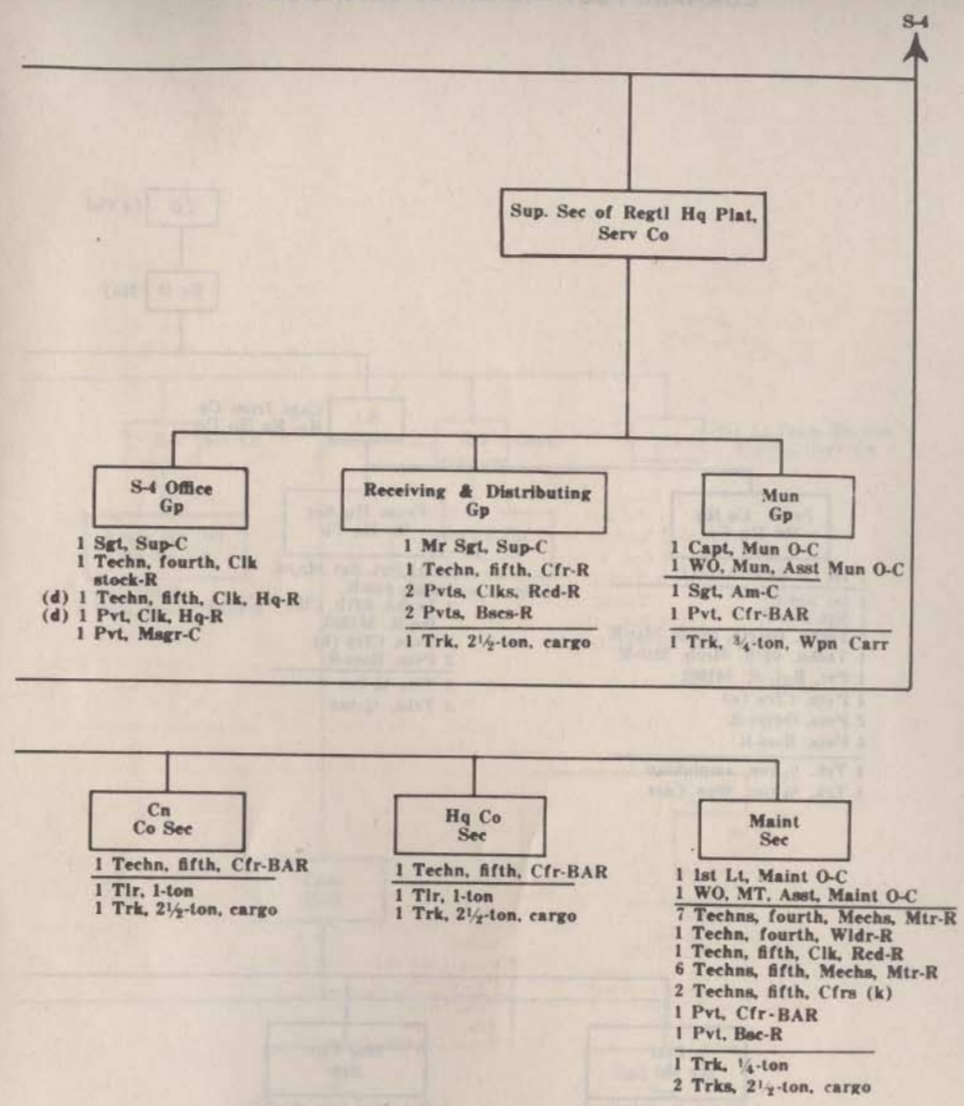 S-4
Sup. Sec of Regtl Hq Plat,
Serv Co
S-4 Office
Gp
1 Sgt, Sup-C
1 Techn, fourth, Clk
stock-R
(d) 1 Techn, fifth, Clk, Hq-R
(d) 1 Pvt, Clk, Hq-R
1 Pvt, Msgr-C
Receiving & Distributing
Gp
1 Mr Sgt, Sup-C
1 Techn, fifth, Cfr-R
2 Pvts, Clks, Rcd-R
2 Pvts, Bscs-R
1 Trk, 2½-ton, cargo
Mun
Gp
1 Capt, Mun O-C
1 WO, Mun, Asst Mun O-C
1 Sgt, Am-C
1 Pvt, Cfr-BAR
1 Trk, ¾-ton, Wpn Carr
Cn
Co Sec
1 Techn, fifth, Cfr-BAR
1 Tlr, 1-ton
1 Trk, 2½-ton, cargo
Hq Co
Sec
1 Techn, fifth, Cfr-BAR
1 Tlr, 1-ton
1 Trk, 2½-ton, cargo
Maint
Sec
1 1st Lt, Maint O-C
1 WO, MT, Asst, Maint O-C
7 Techns, fourth, Mechs, Mtr-R
1 Techn, fourth, Wldr-R
1 Techn, fifth, Clk, Rcd-R
6 Techns, fifth, Mechs, Mtr-R
2 Techns, fifth, Cfrs (k)
1 Pvt, Cfr-BAR
1 Pvt, Bsc-R
1 Trk, ¼-ton
2 Trks, 2½-ton, cargo